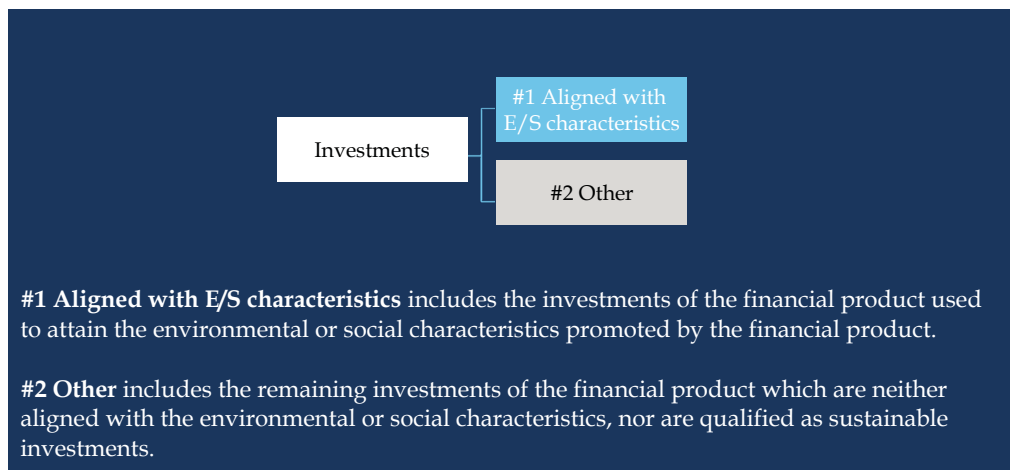 #1 Aligned with
E/S characteristics
Investments
#2 Other
#1 Aligned with E/S characteristics includes the investments of the financial product used
to attain the environmental or social characteristics promoted by the financial product.
#2 Other includes the remaining investments of the financial product which are neither
aligned with the environmental or social characteristics, nor are qualified as sustainable
investments.